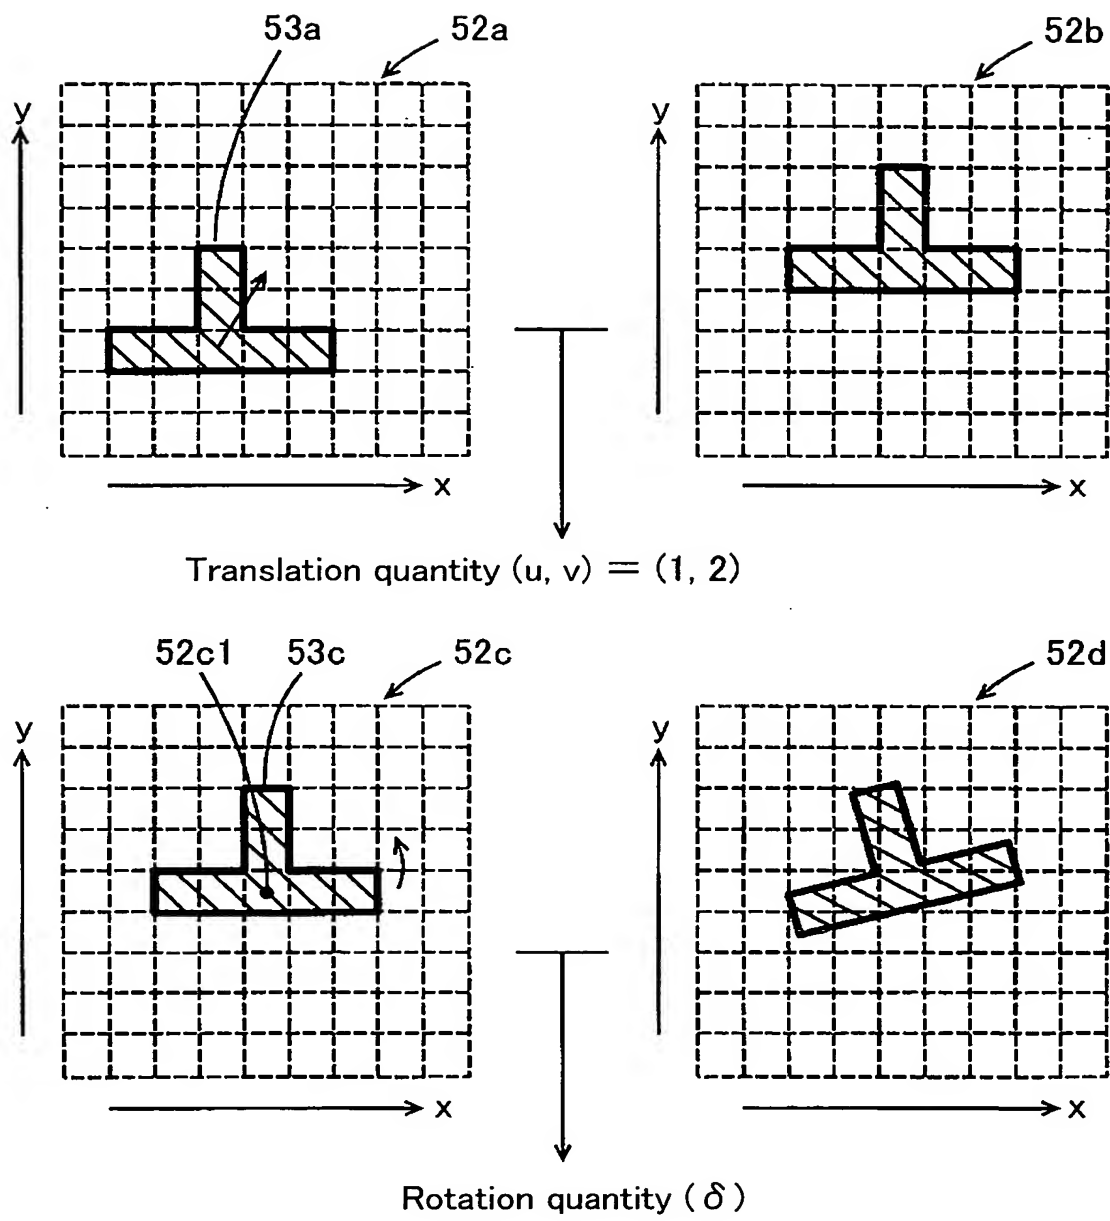 53a 52a 52b
y y
x x
Translation quantity (u, v) = (1, 2)
52c1 53c 52c 52d
y y
x x
Rotation quantity (δ)